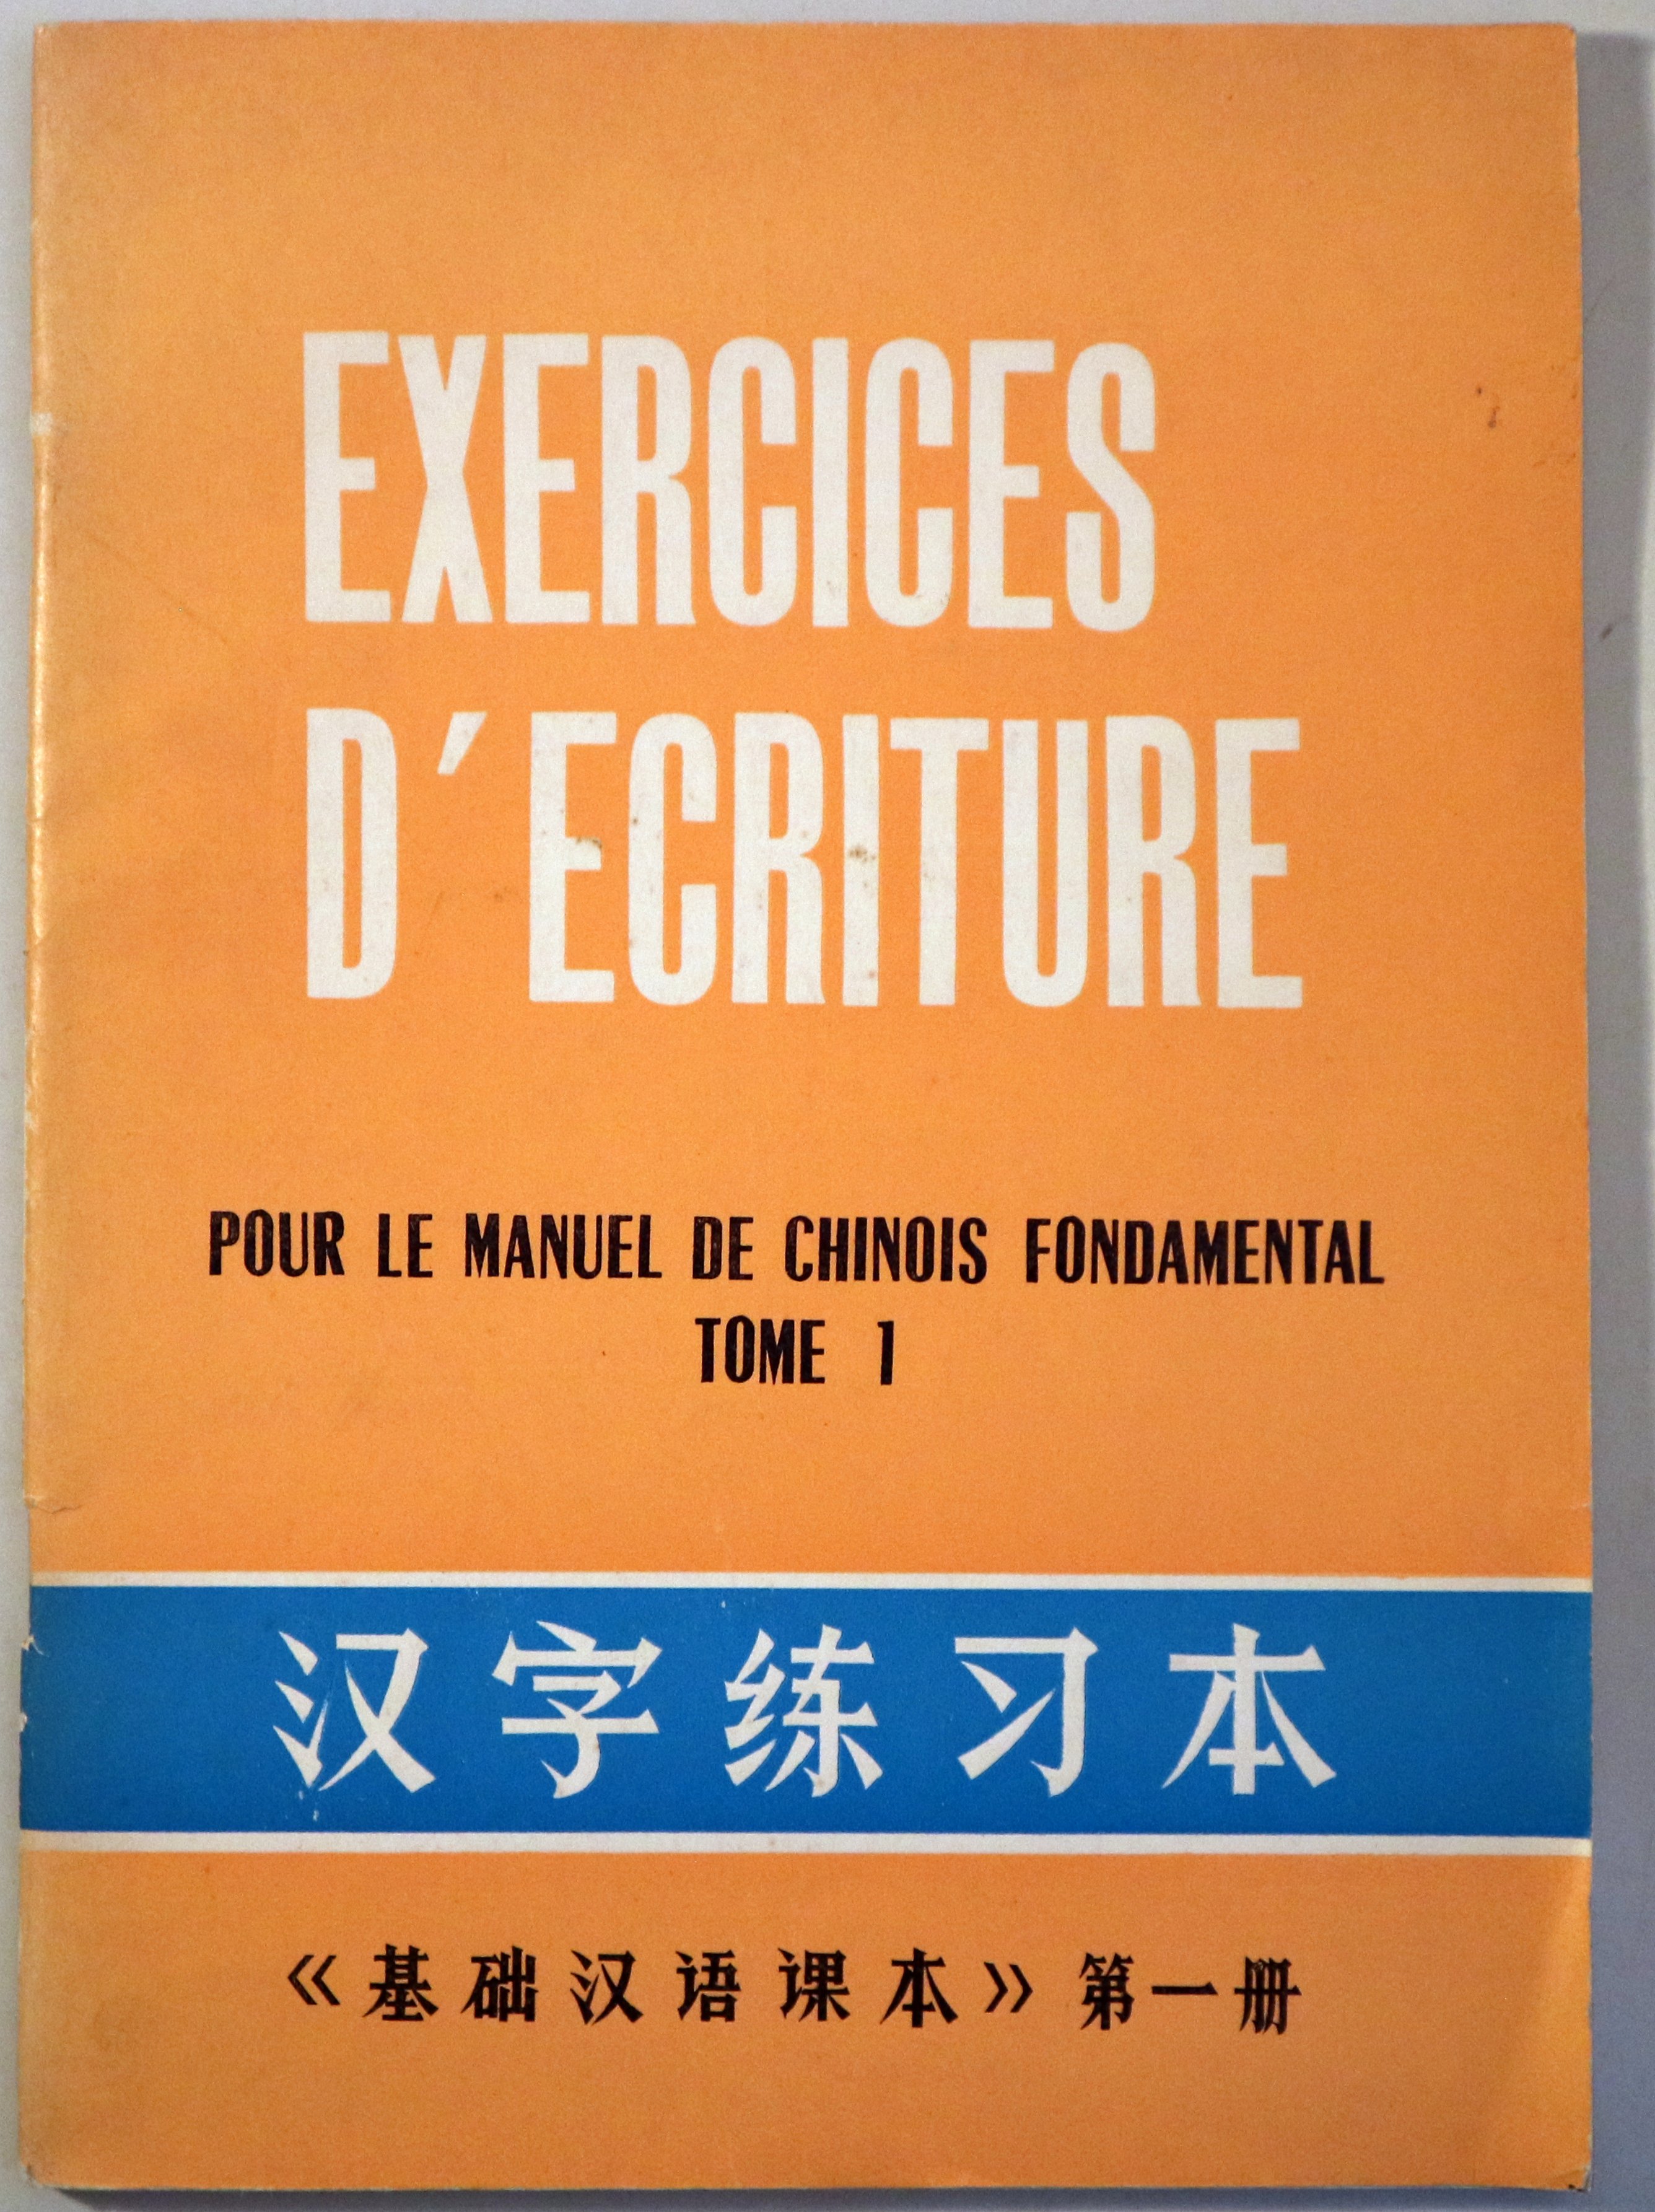 EXERCICES
D'ECRITURE
POUR LE MANUEL DE CHINOIS FONDAMENTAL
TOME 1
汉字练习本
《基础汉语课本》第一册